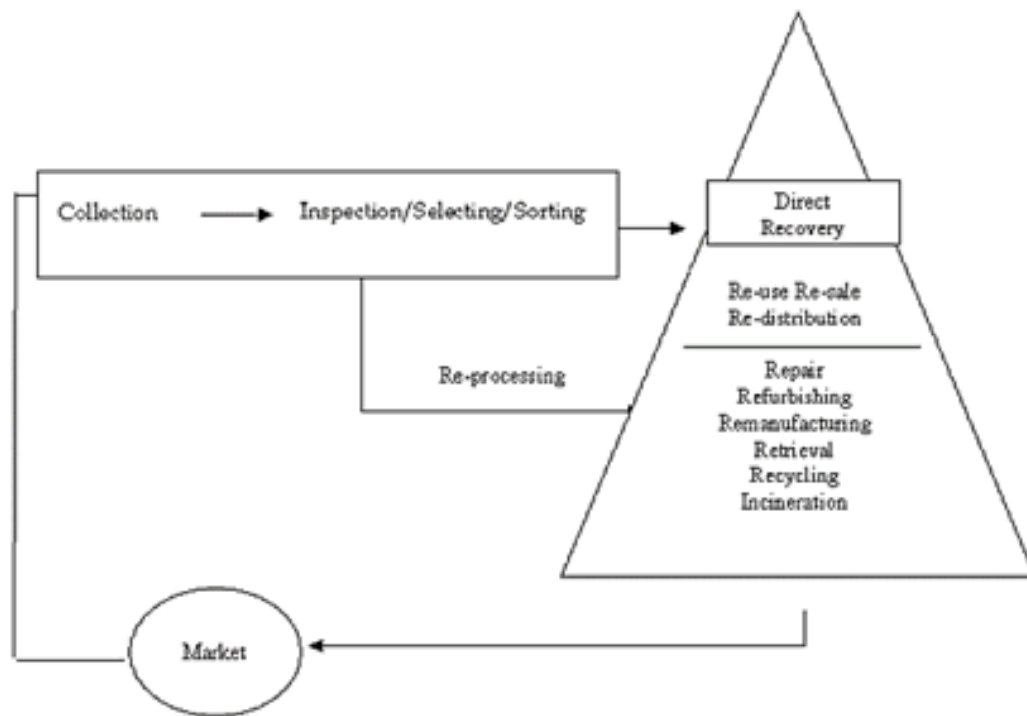 Collection
Inspection/Selecting/Sorting
Direct
Recovery
Re-use Re-sale
Re-distribution
Re-processing
Repair
Refurbishing
Remanufacturing
Retrieval
Recycling
Incineration
Market